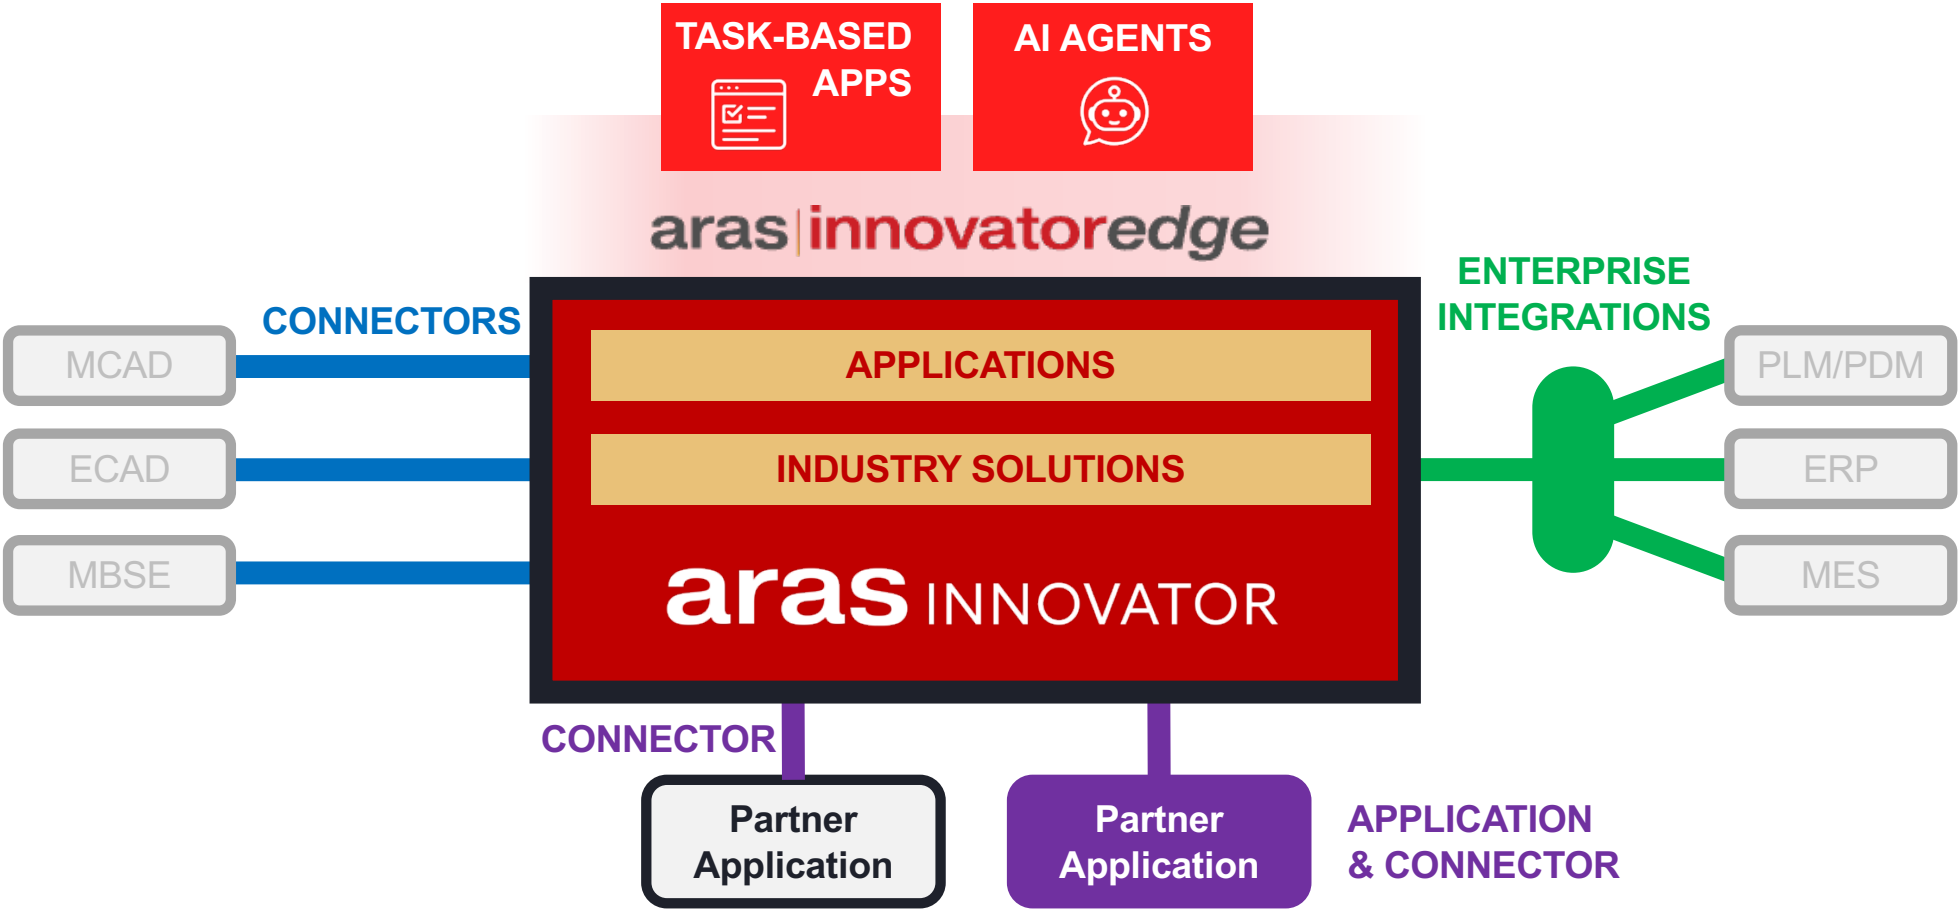 TASK-BASED
APPS
AI AGENTS
aras|innovatoredge
CONNECTORS
ENTERPRISE
INTEGRATIONS
MCAD
ECAD
MBSE
APPLICATIONS
INDUSTRY SOLUTIONS
aras INNOVATOR
PLM/PDM
ERP
MES
CONNECTOR
Partner
Application
Partner
Application
APPLICATION
& CONNECTOR